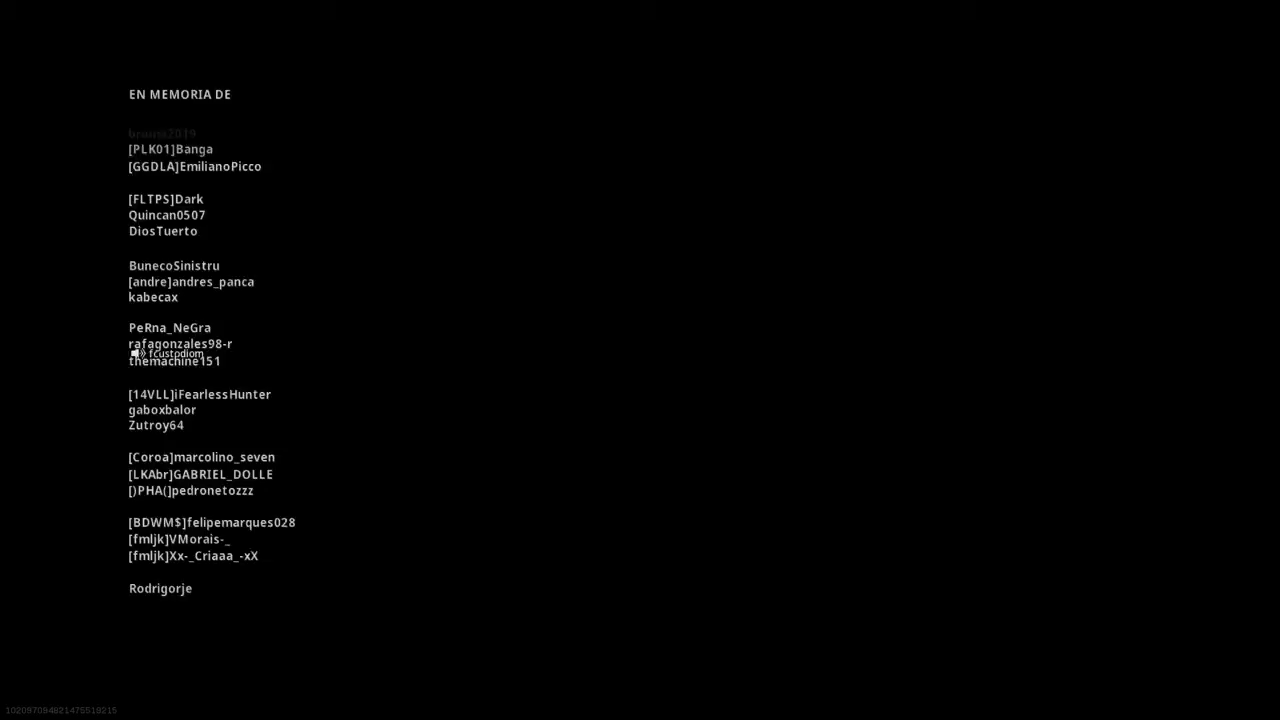 EN MEMORIA DE
[PLK01]Banga
[GGDLA]EmilianoPicco
[FLTPS]Dark
Quincan0507
DiosTuerto
BunecoSinistru
[andre]andres_panca
kabecax
PeRna_NeGra
rafagonzales98-r
fcustodiom
themachine151
[14VLL]iFearlessHunter
gaboxbalor
Zutroy64
[Coroa]marcolino_seven
[LKAbr]GABRIEL_DOLLE
[)PHA(]pedronetozzz
[BDWM$]felipemarques028
[fmljk]VMorais-_
[fmljk]Xx-_Criaaa_-xX
Rodrigorje